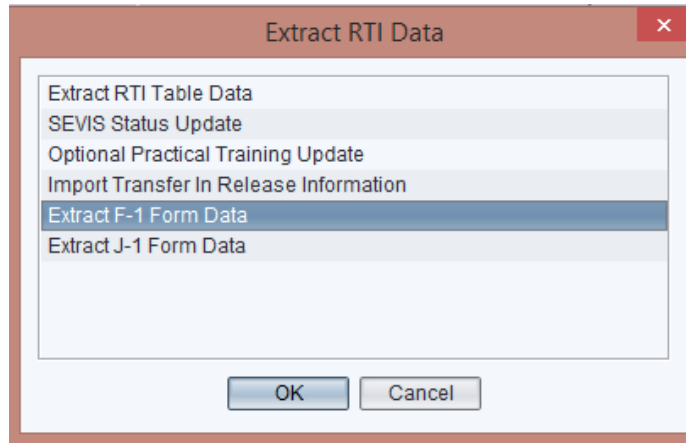 Extract RTI Data
Extract RTI Table Data
SEVIS Status Update
Optional Practical Training Update
Import Transfer In Release Information
Extract F-1 Form Data
Extract J-1 Form Data
OK Cancel